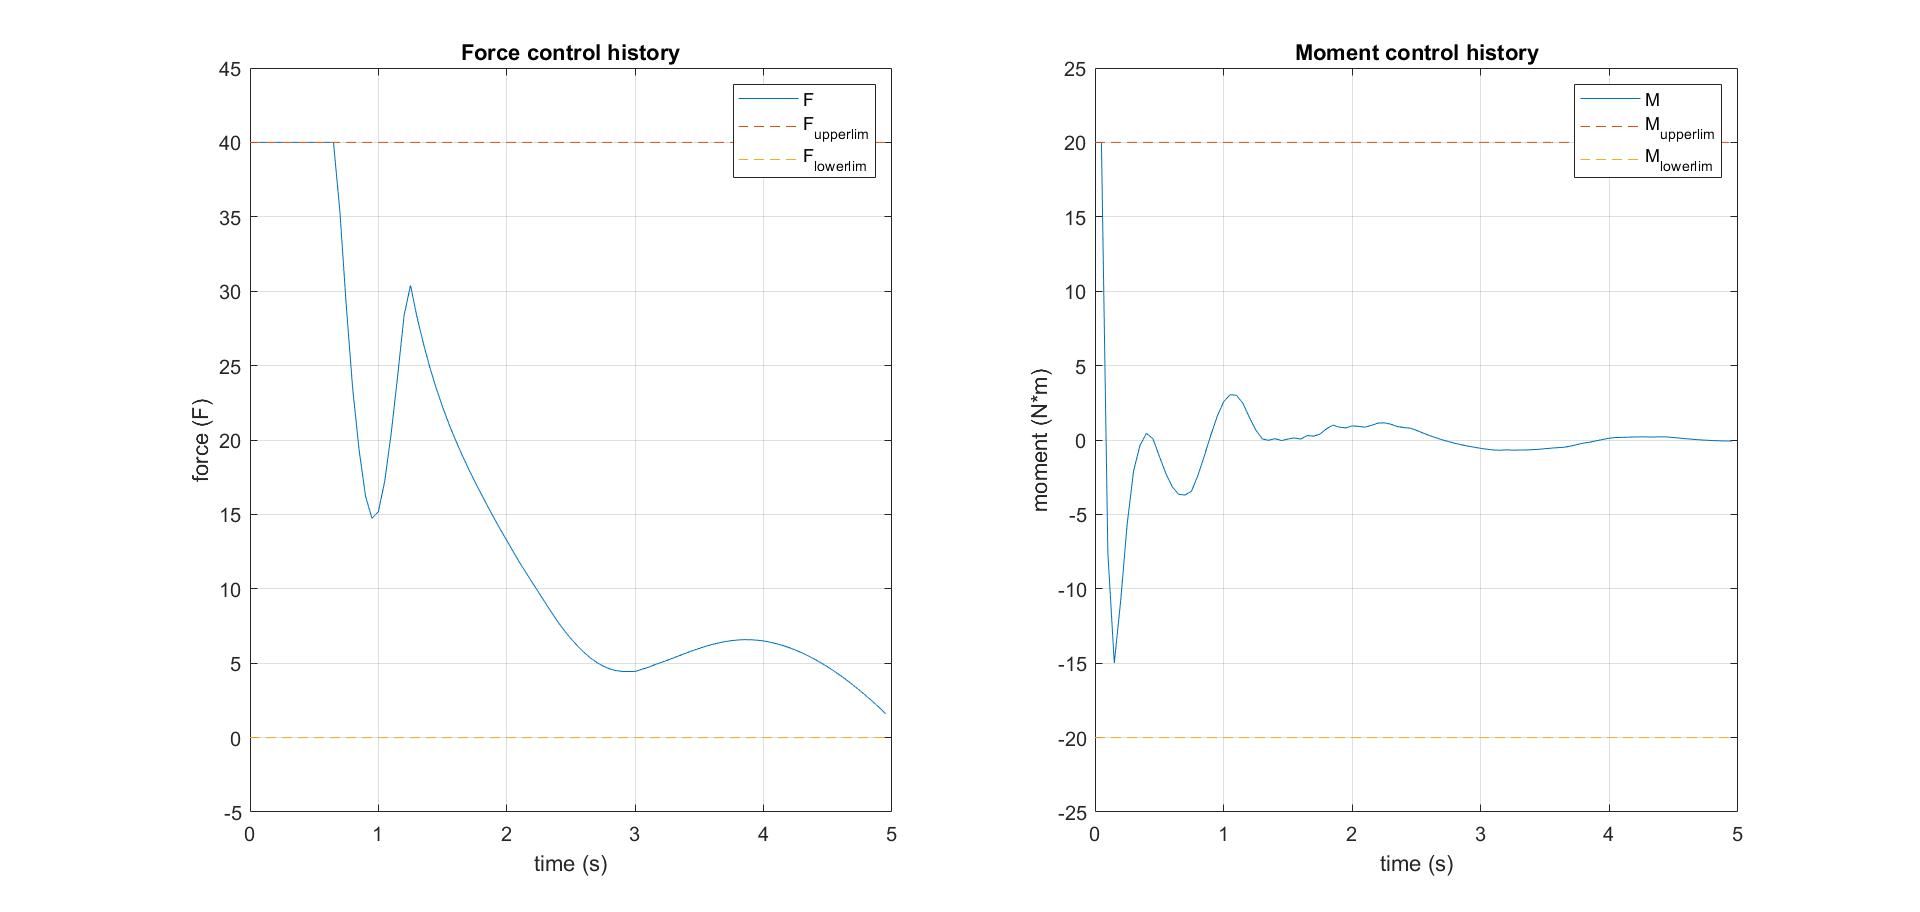 Force control history
45
40
35
30
25
20
15
10
5
0
-5
force (F)
F
F_upperlim
F_lowerlim
0 1 2 3 4 5
time (s)
Moment control history
25
20
15
10
5
0
-5
-10
-15
-20
-25
moment (N*m)
M
M_upperlim
M_lowerlim
0 1 2 3 4 5
time (s)